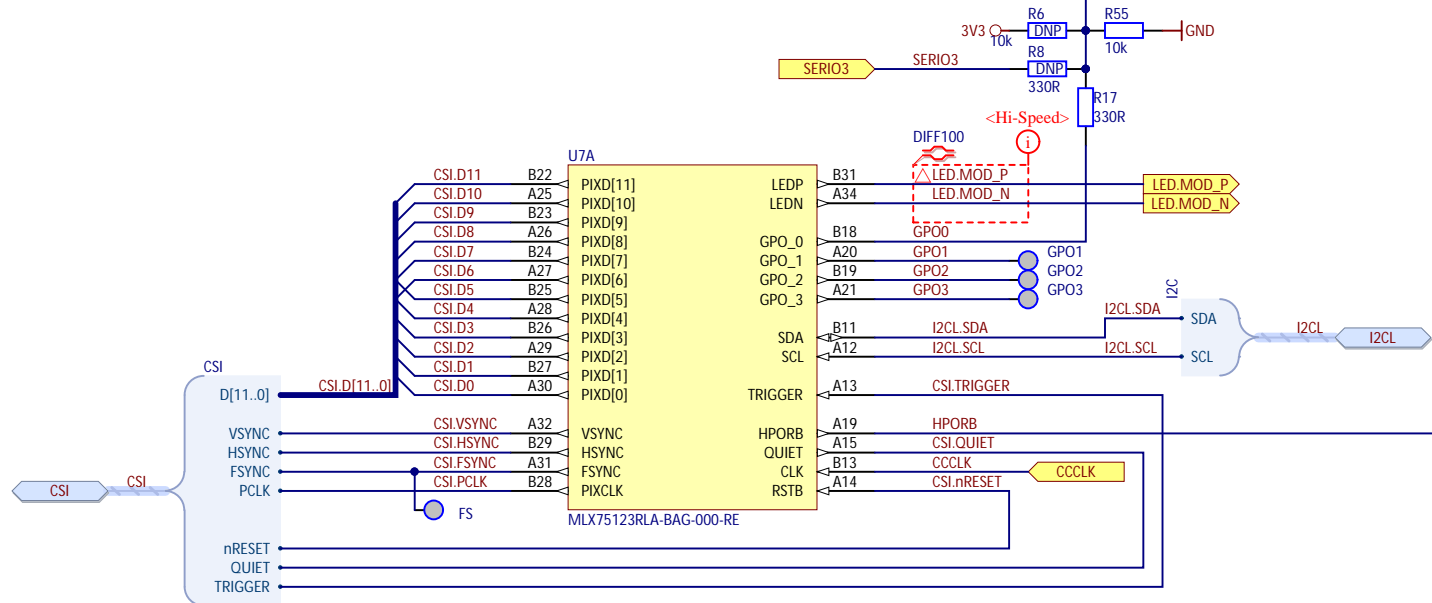 R6 R55
3V3 DNP GND
10k 10k
R8
SERIO3 SERIO3 DNP
330R
R17
330R
<Hi-Speed>
i
DIFF100
U7A
CSI.D11 B22 PIXD[11] LEDP B31 LED.MOD_P LED.MOD_P
CSI.D10 A25 PIXD[10] LEDN A34 LED.MOD_N LED.MOD_N
CSI.D9 B23 PIXD[9]
CSI.D8 A26 PIXD[8] GPO_0 B18 GPO0
CSI.D7 B24 PIXD[7] GPO_1 A20 GPO1 GPO1
CSI.D6 A27 PIXD[6] GPO_2 B19 GPO2 GPO2
CSI.D5 B25 PIXD[5] GPO_3 A21 GPO3 GPO3
CSI.D4 A28 PIXD[4]
I2C
I2CL.SDA SDA
CSI.D3 B26 PIXD[3] SDA B11 I2CL.SDA I2CL I2CL
CSI.D2 A29 PIXD[2] SCL A12 I2CL.SCL I2CL.SCL SCL
CSI.D1 B27 PIXD[1]
CSI
D[11..0] CSI.D[11..0] CSI.D0 A30 PIXD[0] TRIGGER A13 CSI.TRIGGER
VSYNC CSI.VSYNC A32 VSYNC HPORB A19 HPORB
HSYNC CSI.HSYNC B29 HSYNC QUIET A15 CSI.QUIET
FSYNC CSI.FSYNC A31 FSYNC CLK B13 CCCLK CCCLK
CSI CSI PCLK CSI.PCLK B28 PIXCLK RSTB A14 CSI.nRESET
FS
MLX75123RLA-BAG-000-RE
nRESET
QUIET
TRIGGER